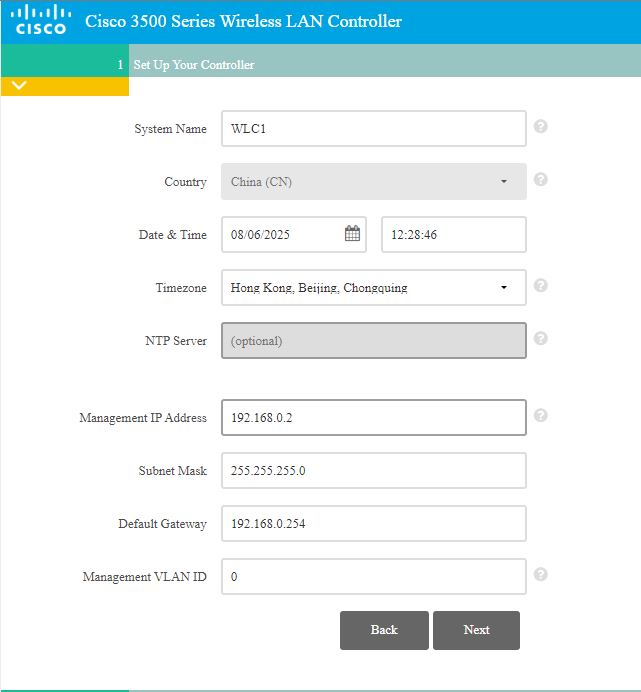 CISCO Cisco 3500 Series Wireless LAN Controller
1 Set Up Your Controller
System Name WLC1 ?
Country China (CN) ?
Date & Time 08/06/2025 12:28:46
Timezone Hong Kong, Beijing, Chongquing ?
NTP Server (optional) ?
Management IP Address 192.168.0.2 ?
Subnet Mask 255.255.255.0
Default Gateway 192.168.0.254
Management VLAN ID 0 ?
Back Next